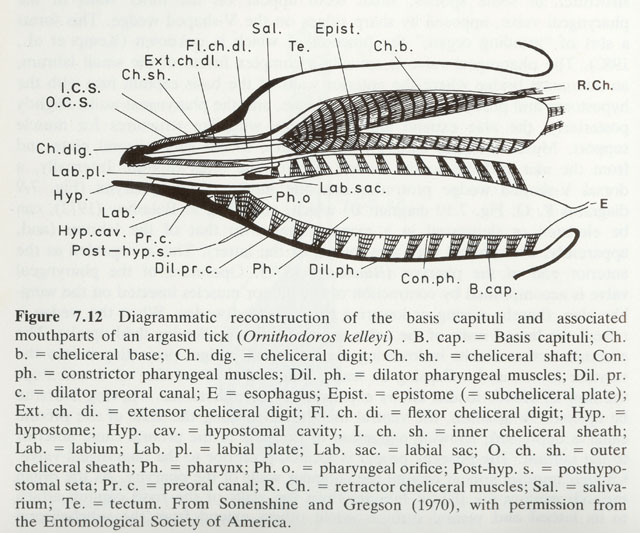 Sal.
Epist.
Fl.ch.dl.
Te.
Ch.b.
Ext.ch.dl.
Ch.sh.
R.Ch.
I.C.S.
O.C.S.
Ch.dig.
Lab.pl.
Hyp.
Lab.sac.
Ph.o
E
Lab.
Hyp.cav.
Pr.c.
Post-hyp.s.
Dil.pr.c.
Ph.
Dil.ph.
Con.ph.
B.cap.
Figure 7.12 Diagrammatic reconstruction of the basis capituli and associated
mouthparts of an argasid tick (Ornithodoros kelleyi) . B. cap. = Basis capituli; Ch.
b. = cheliceral base; Ch. dig. = cheliceral digit; Ch. sh. = cheliceral shaft; Con.
ph. = constrictor pharyngeal muscles; Dil. ph. = dilator pharyngeal muscles; Dil. pr.
c. = dilator preoral canal; E = esophagus; Epist. = epistome (= subcheliceral plate);
Ext. ch. di. = extensor cheliceral digit; Fl. ch. di. = flexor cheliceral digit; Hyp. =
hypostome; Hyp. cav. = hypostomal cavity; I. ch. sh. = inner cheliceral sheath;
Lab. = labium; Lab. pl. = labial plate; Lab. sac. = labial sac; O. ch. sh. = outer
cheliceral sheath; Ph. = pharynx; Ph. o. = pharyngeal orifice; Post-hyp. s. = posthypo-
stomal seta; Pr. c. = preoral canal; R. Ch. = retractor cheliceral muscles; Sal. = saliva-
rium; Te. = tectum. From Sonenshine and Gregson (1970), with permission from
the Entomological Society of America.